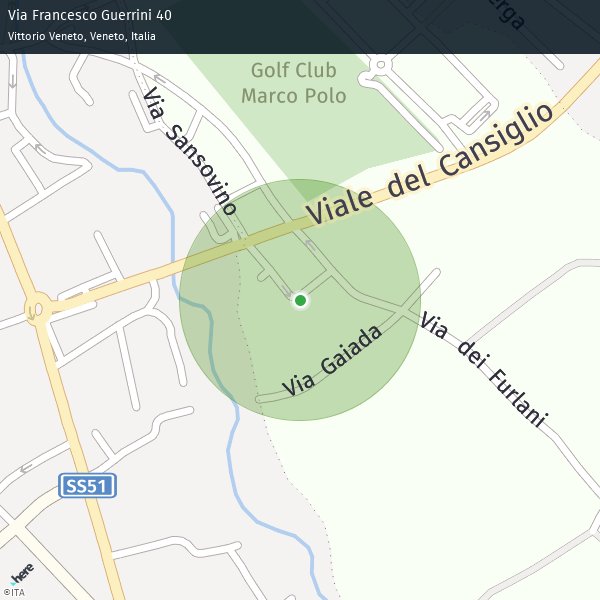 Via Francesco Guerrini 40
Vittorio Veneto, Veneto, Italia
erga
Golf Club
Marco Polo
Via Sansovino
Viale del Cansiglio
Via Gaiada
Via dei Furlani
SS51
here
©ITA